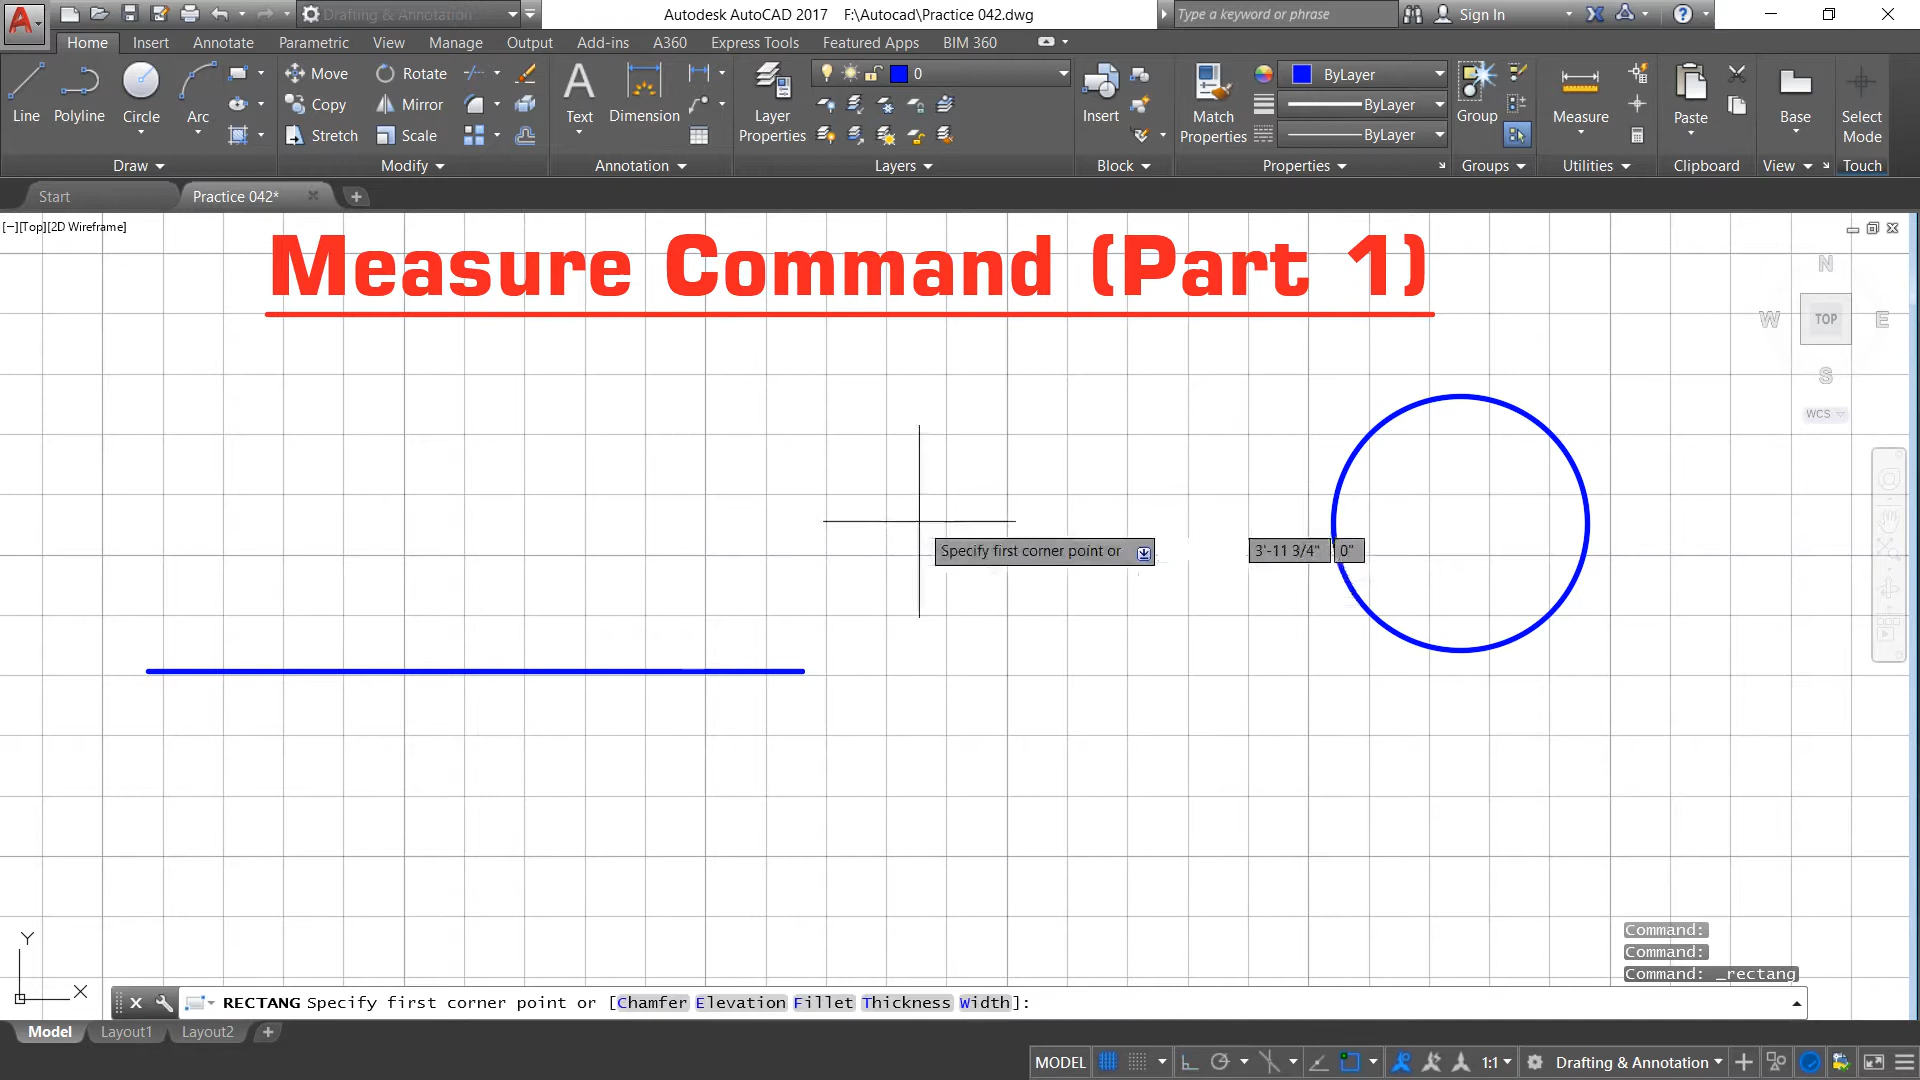 Drafting & Annotation
Autodesk AutoCAD 2017 F:\Autocad\Practice 042.dwg
Type a keyword or phrase
Sign In
Home Insert Annotate Parametric View Manage Output Add-ins A360 Express Tools Featured Apps BIM 360
Line Polyline Circle Arc
Move Rotate
Copy Mirror
Stretch Scale
Text Dimension
Layer Properties
0
Insert
Match Properties
ByLayer
ByLayer
ByLayer
Group
Measure
Paste
Base
Select Mode
Draw Modify Annotation Layers Block Properties Groups Utilities Clipboard View Touch
Start Practice 042*
[−][Top][2D Wireframe]
Measure Command (Part 1)
N
W TOP E
S
WCS
Specify first corner point or 3'-11 3/4" 0"
Y
X
Command:
Command:
Command: _rectang
RECTANG Specify first corner point or [Chamfer Elevation Fillet Thickness Width]:
Model Layout1 Layout2
MODEL 1:1 Drafting & Annotation